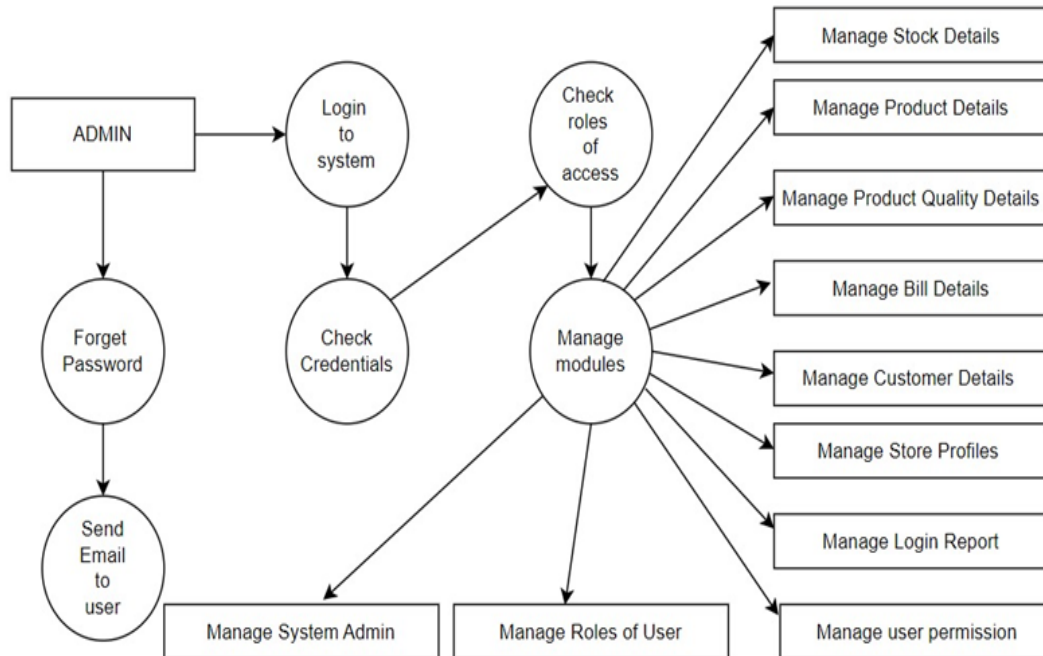 ADMIN
Login
to
system
Check
roles
of
access
Manage Stock Details
Manage Product Details
Manage Product Quality Details
Manage Bill Details
Forget
Password
Check
Credentials
Manage
modules
Manage Customer Details
Manage Store Profiles
Manage Login Report
Send
Email
to
user
Manage System Admin
Manage Roles of User
Manage user permission